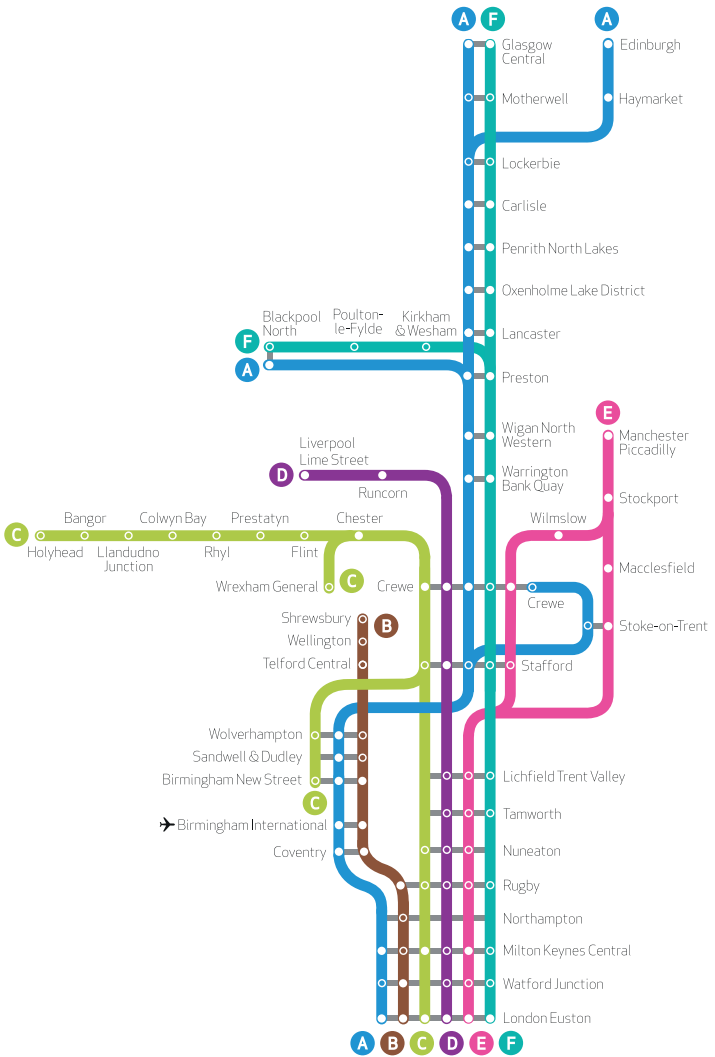 A
F
A
Glasgow
Central
Edinburgh
Motherwell
Haymarket
Lockerbie
Carlisle
Penrith North Lakes
Oxenholme Lake District
Blackpool
North
Poulton-
le-Fylde
Kirkham
& Wesham
Lancaster
F
A
Preston
E
Wigan North
Western
Manchester
Piccadilly
Liverpool
Lime Street
D
Runcorn
Warrington
Bank Quay
Stockport
Wilmslow
C
Holyhead
Bangor
Llandudno
Junction
Colwyn Bay
Rhyl
Prestatyn
Flint
Chester
Macclesfield
Wrexham General
C
Crewe
Crewe
Shrewsbury
B
Stoke-on-Trent
Wellington
Telford Central
Stafford
Wolverhampton
Sandwell & Dudley
Birmingham New Street
Lichfield Trent Valley
C
Tamworth
Birmingham International
Coventry
Nuneaton
Rugby
Northampton
Milton Keynes Central
Watford Junction
London Euston
A
B
C
D
E
F